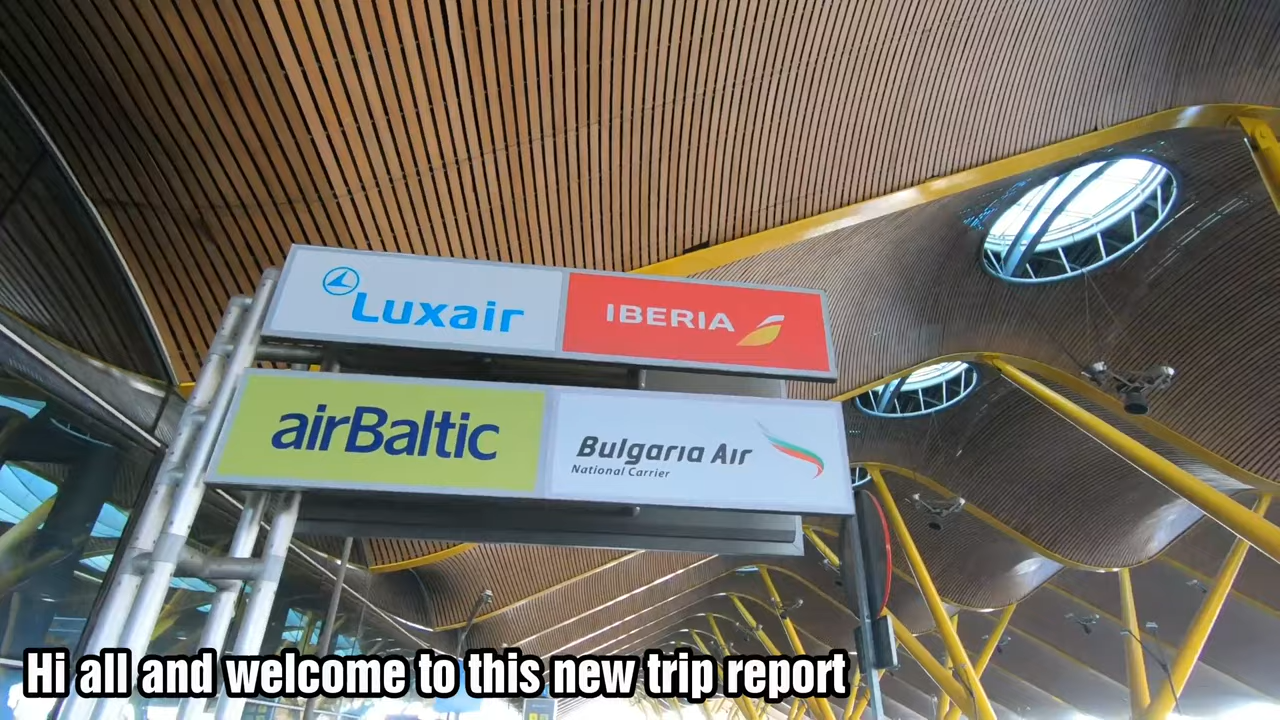 Luxair
IBERIA
airBaltic
Bulgaria Air
National Carrier
Hi all and welcome to this new trip report